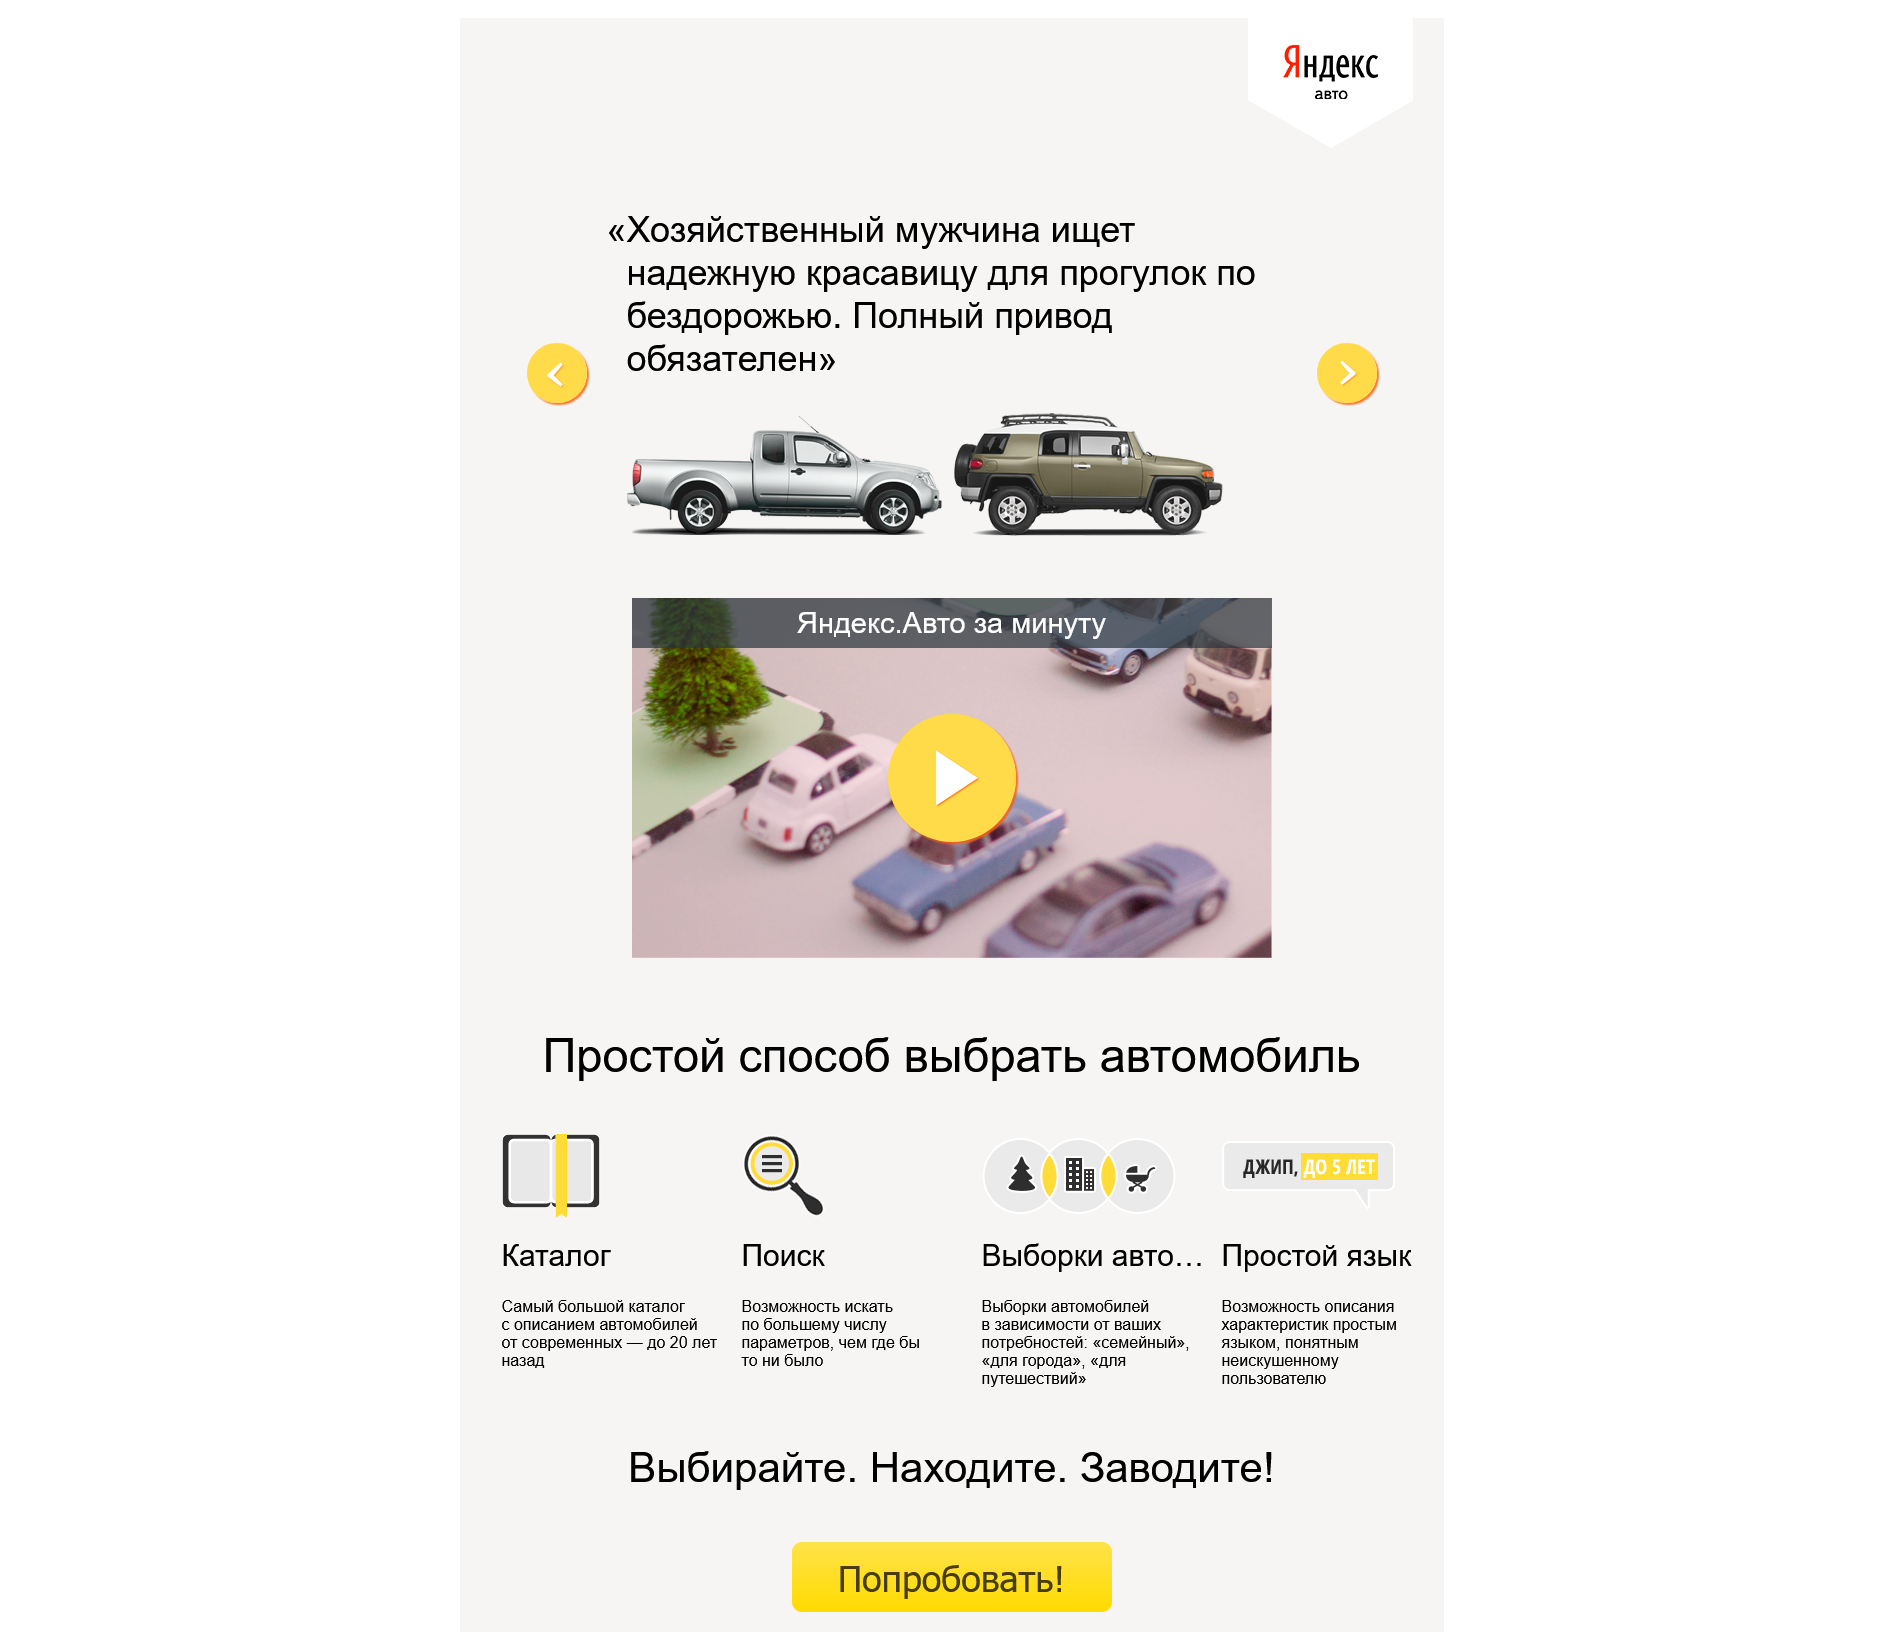 Яндекс
авто
«Хозяйственный мужчина ищет
надежную красавицу для прогулок по
бездорожью. Полный привод
обязателен»
Яндекс.Авто за минуту
Простой способ выбрать автомобиль
ДЖИП, ДО 5 ЛЕТ
Каталог
Самый большой каталог
с описанием автомобилей
от современных — до 20 лет
назад
Поиск
Возможность искать
по большему числу
параметров, чем где бы
то ни было
Выборки авто…
Выборки автомобилей
в зависимости от ваших
потребностей: «семейный»,
«для города», «для
путешествий»
Простой язык
Возможность описания
характеристик простым
языком, понятным
неискушенному
пользователю
Выбирайте. Находите. Заводите!
Попробовать!